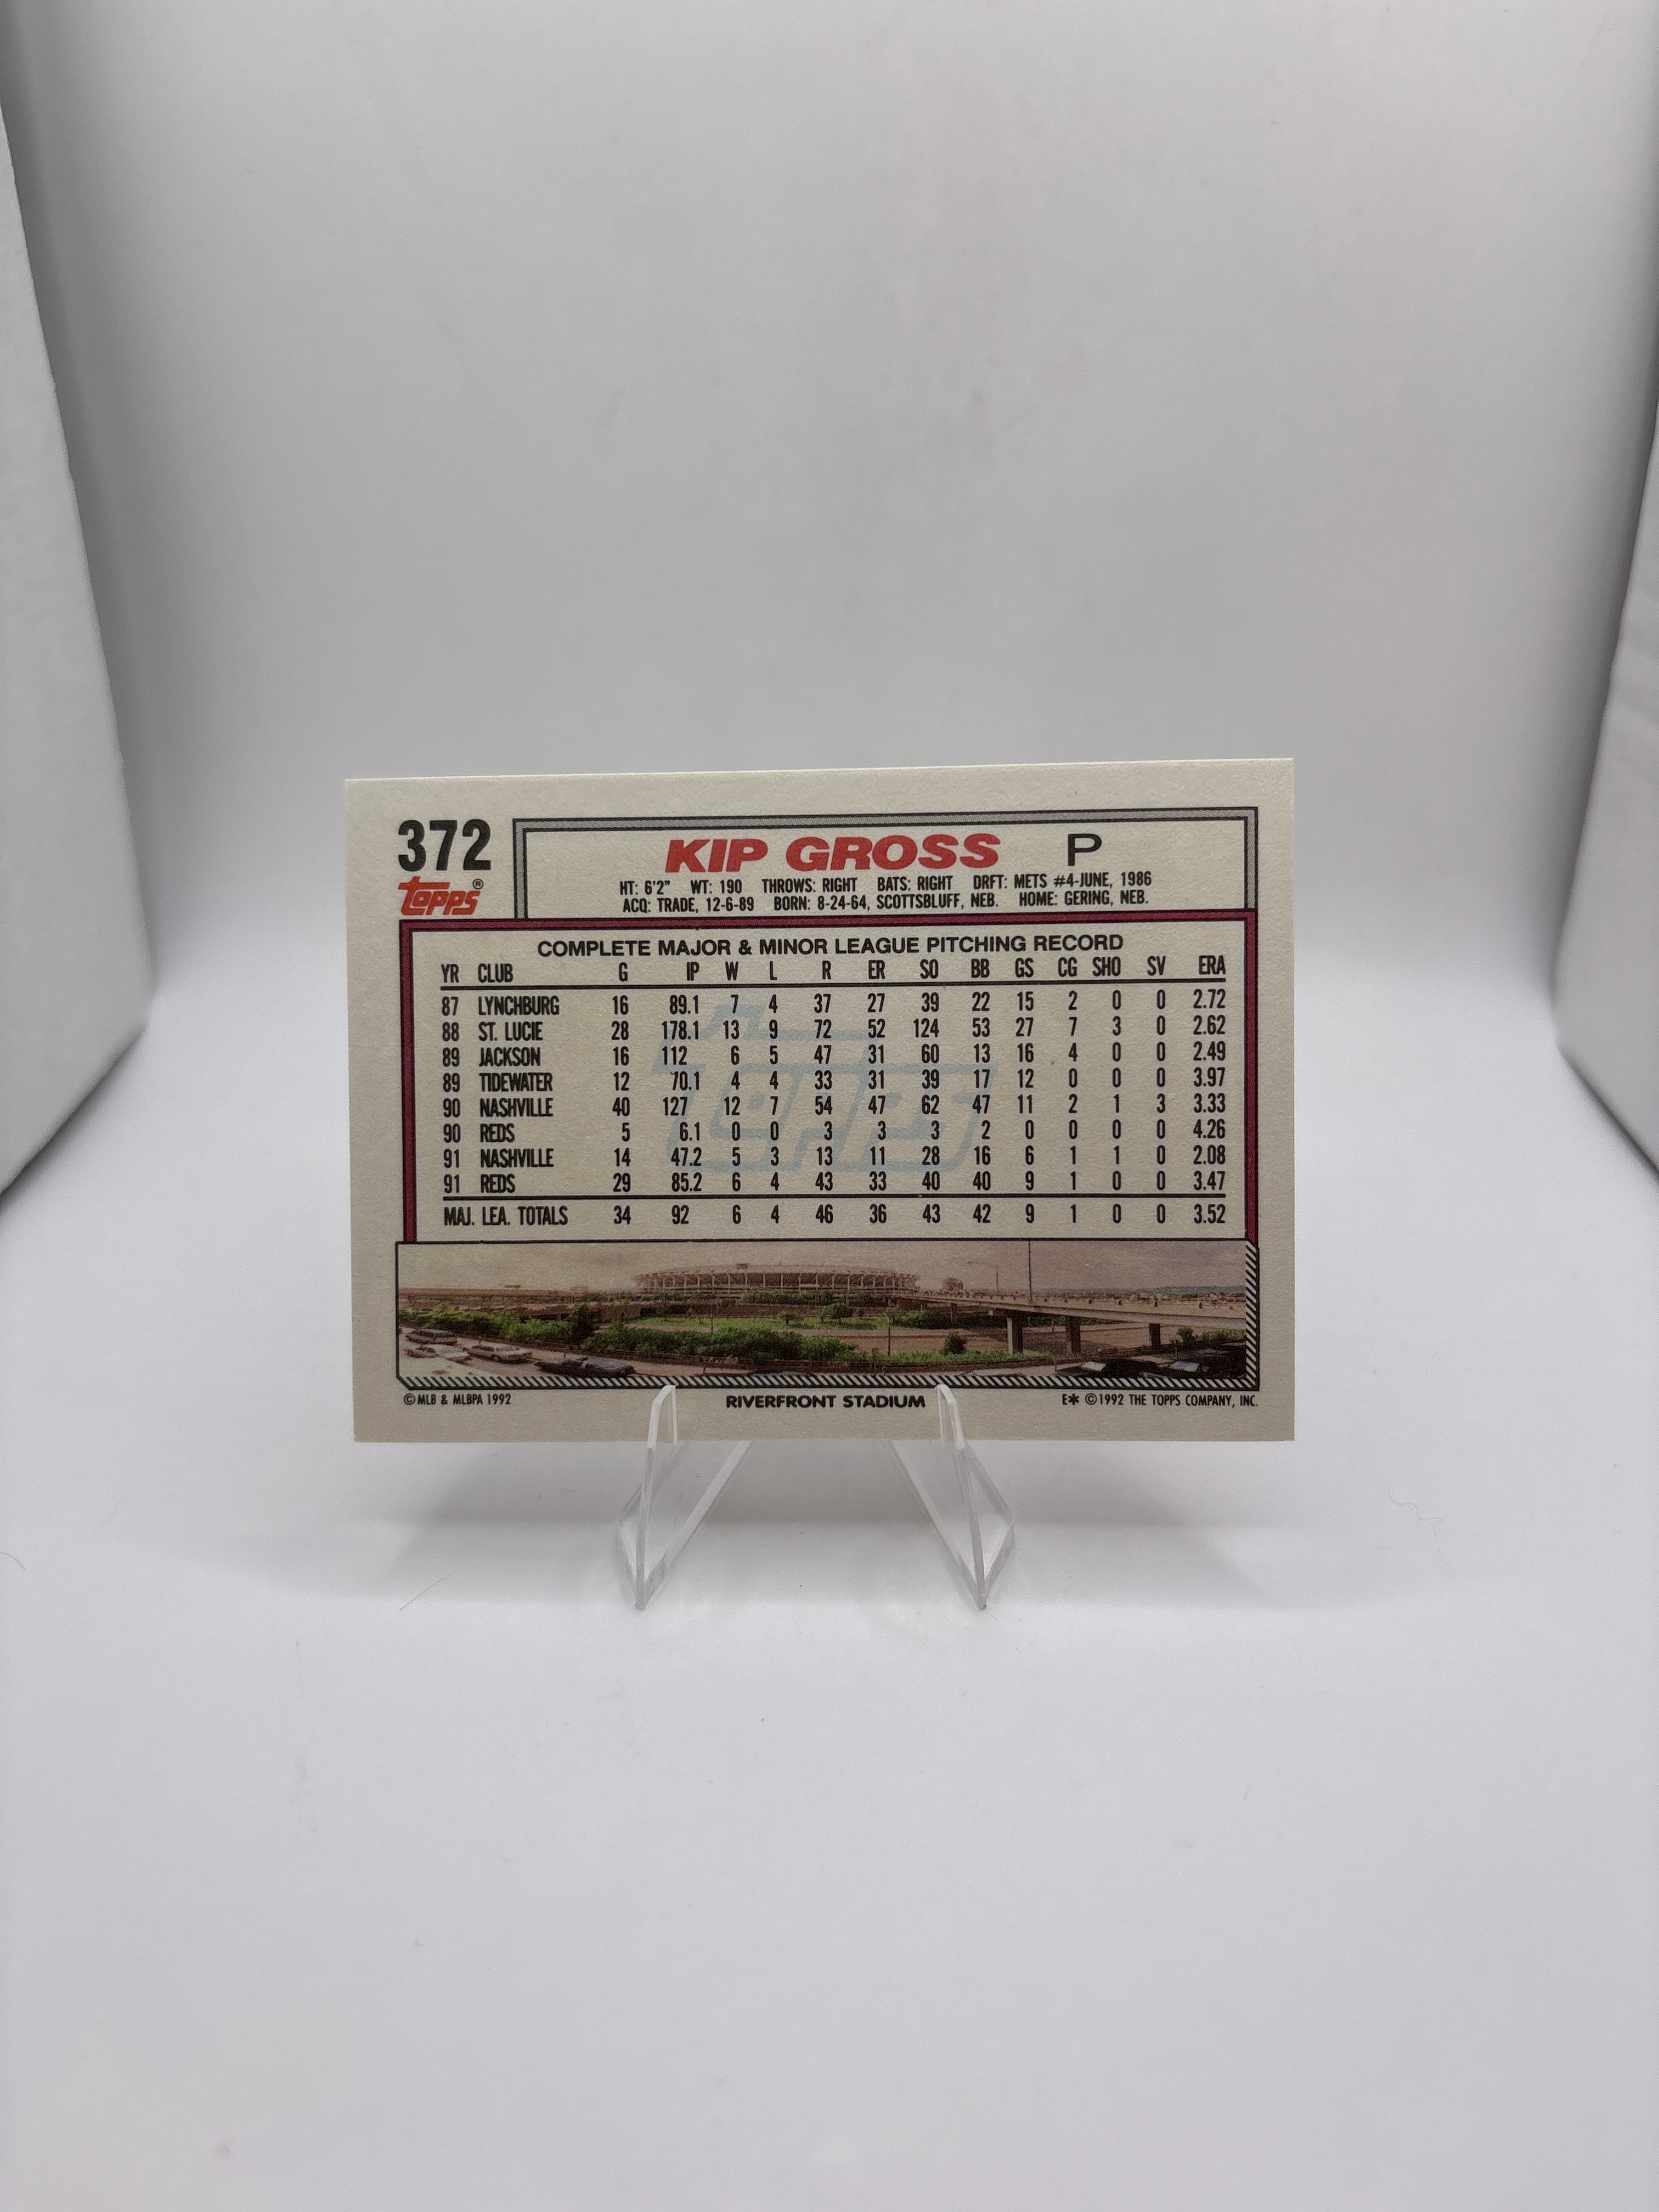 372
Topps®
KIP GROSS P
HT: 6'2" WT: 190 THROWS: RIGHT BATS: RIGHT DRFT: METS #4-JUNE, 1986
ACQ: TRADE, 12-6-89 BORN: 8-24-64, SCOTTSBLUFF, NEB. HOME: GERING, NEB.
COMPLETE MAJOR & MINOR LEAGUE PITCHING RECORD
YR CLUB G IP W L R ER SO BB GS CG SHO SV ERA
87 LYNCHBURG 16 89.1 7 4 37 27 39 22 15 2 0 0 2.72
88 ST. LUCIE 28 178.1 13 9 72 52 124 53 27 7 3 0 2.62
89 JACKSON 16 112 6 5 47 31 60 13 16 4 0 0 2.49
89 TIDEWATER 12 70.1 4 4 33 31 39 17 12 0 0 0 3.97
90 NASHVILLE 40 127 12 7 54 47 62 47 11 2 1 3 3.33
90 REDS 5 6.1 0 0 3 3 3 2 0 0 0 0 4.26
91 NASHVILLE 14 47.2 5 3 13 11 28 16 6 1 1 0 2.08
91 REDS 29 85.2 6 4 43 33 40 40 9 1 0 0 3.47
MAJ. LEA. TOTALS 34 92 6 4 46 36 43 42 9 1 0 0 3.52
Topps
© MLB & MLBPA 1992 RIVERFRONT STADIUM E✱ © 1992 THE TOPPS COMPANY, INC.